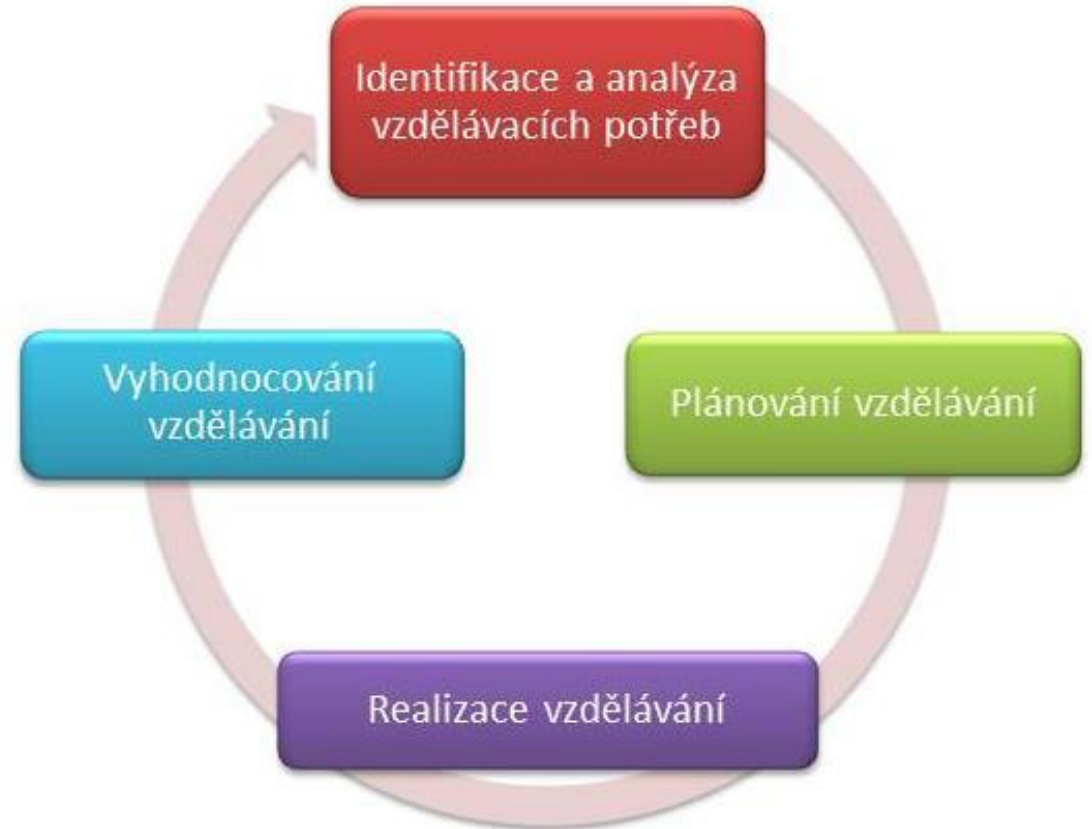 Identifikace a analýza
vzdělávacích potřeb
Plánování vzdělávání
Realizace vzdělávání
Vyhodnocování
vzdělávání